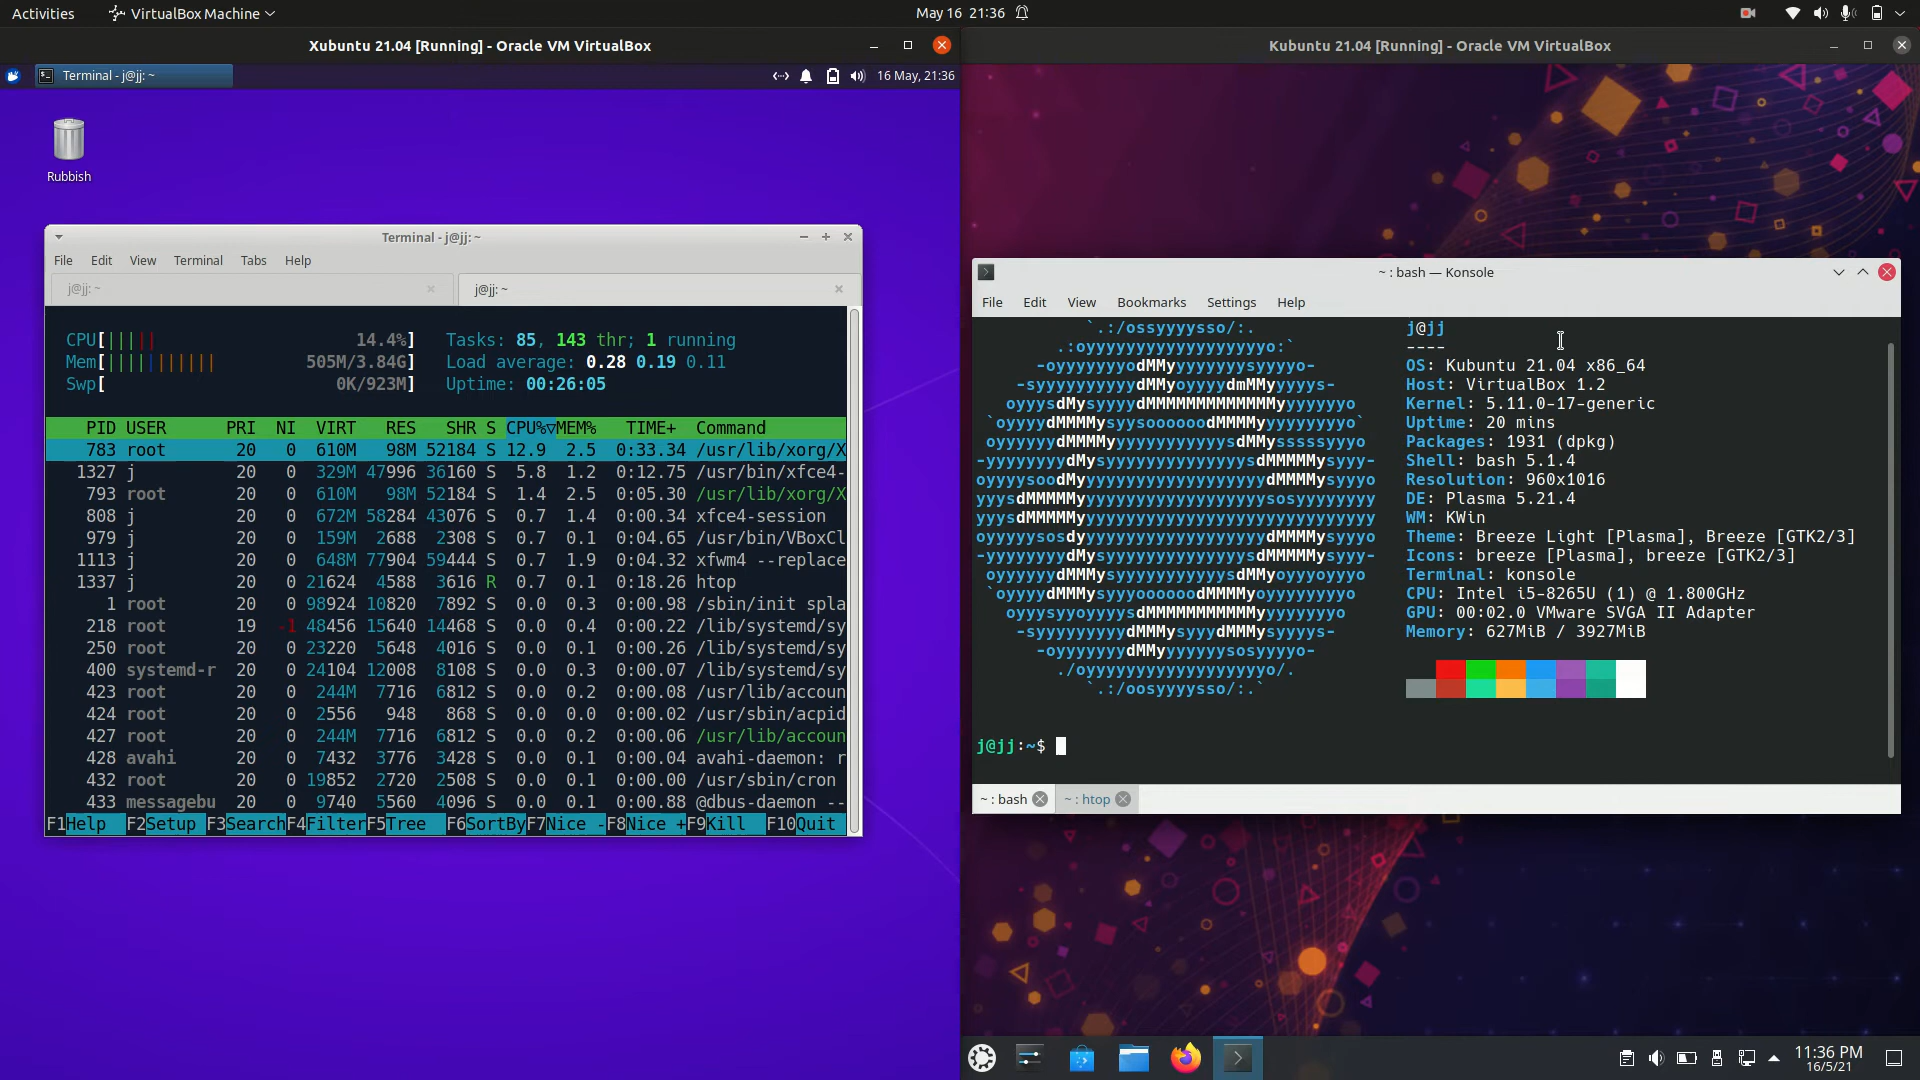 Activities
VirtualBox Machine
May 16 21:36
Xubuntu 21.04 [Running] - Oracle VM VirtualBox
Terminal - j@jj: ~
16 May, 21:36
Rubbish
Terminal - j@jj: ~
File Edit View Terminal Tabs Help
j@jj: ~
j@jj: ~
CPU[|||||14.4%] Tasks: 85, 143 thr; 1 running
Mem[|||||||||||505M/3.84G] Load average: 0.28 0.19 0.11
Swp[0K/923M] Uptime: 00:26:05
PID USER PRI NI VIRT RES SHR S CPU%▽MEM% TIME+ Command
783 root 20 0 610M 98M 52184 S 12.9 2.5 0:33.34 /usr/lib/xorg/X
1327 j 20 0 329M 47996 36160 S 5.8 1.2 0:12.75 /usr/bin/xfce4-
793 root 20 0 610M 98M 52184 S 1.4 2.5 0:05.30 /usr/lib/xorg/X
808 j 20 0 672M 58284 43076 S 0.7 1.4 0:00.34 xfce4-session
979 j 20 0 159M 2688 2308 S 0.7 0.1 0:04.65 /usr/bin/VBoxCl
1113 j 20 0 648M 77904 59444 S 0.7 1.9 0:04.32 xfwm4 --replace
1337 j 20 0 21624 4588 3616 R 0.7 0.1 0:18.26 htop
1 root 20 0 98924 10820 7892 S 0.0 0.3 0:00.98 /sbin/init spla
218 root 19 -1 48456 15640 14468 S 0.0 0.4 0:00.22 /lib/systemd/sy
250 root 20 0 23220 5648 4016 S 0.0 0.1 0:00.26 /lib/systemd/sy
400 systemd-r 20 0 24104 12008 8108 S 0.0 0.3 0:00.07 /lib/systemd/sy
423 root 20 0 244M 7716 6812 S 0.0 0.2 0:00.08 /usr/lib/accoun
424 root 20 0 2556 948 868 S 0.0 0.0 0:00.02 /usr/sbin/acpid
427 root 20 0 244M 7716 6812 S 0.0 0.2 0:00.06 /usr/lib/accoun
428 avahi 20 0 7432 3776 3428 S 0.0 0.1 0:00.04 avahi-daemon: r
432 root 20 0 19852 2720 2508 S 0.0 0.1 0:00.00 /usr/sbin/cron
433 messagebu 20 0 9740 5560 4096 S 0.0 0.1 0:00.88 @dbus-daemon --
F1Help F2Setup F3SearchF4FilterF5Tree F6SortByF7Nice -F8Nice +F9Kill F10Quit
Kubuntu 21.04 [Running] - Oracle VM VirtualBox
~ : bash — Konsole
File Edit View Bookmarks Settings Help
`.:/ossyyyysso/:. j@jj
.:oyyyyyyyyyyyyyyyyyyo:` ----
-oyyyyyyyodMMyyyyyyyysyyyyo- OS: Kubuntu 21.04 x86_64
-syyyyyyyyyydMMyoyyyydmMMyyyys- Host: VirtualBox 1.2
oyyysdMysyyyydMMMMMMMMMMMMMyyyyyyyo Kernel: 5.11.0-17-generic
`oyyyydMMMMysyysoooooodMMMMyyyyyyyyyo` Uptime: 20 mins
oyyyyyydMMMMyyyyyyyyyyyysdMMysssssyyyo Packages: 1931 (dpkg)
-yyyyyyyydMysyyyyyyyyyyyyyysdMMMMMysyyy- Shell: bash 5.1.4
oyyyysoodMyyyyyyyyyyyyyyyyyyydMMMMysyyyo Resolution: 960x1016
yyysdMMMMMyyyyyyyyyyyyyyyyyyysosyyyyyyyy DE: Plasma 5.21.4
yyysdMMMMMyyyyyyyyyyyyyyyyyyyyyyyyyyyyyy WM: KWin
oyyyyysosdyyyyyyyyyyyyyyyyyyydMMMMysyyyo Theme: Breeze Light [Plasma], Breeze [GTK2/3]
-yyyyyyyydMysyyyyyyyyyyyyyysdMMMMMysyyy- Icons: breeze [Plasma], breeze [GTK2/3]
oyyyyyydMMMysyyyyyyyyyyysdMMyoyyyoyyyo Terminal: konsole
`oyyyydMMMysyyyoooooodMMMMyoyyyyyyyyo CPU: Intel i5-8265U (1) @ 1.800GHz
oyyysyyoyyyysdMMMMMMMMMMMyyyyyyyyo GPU: 00:02.0 VMware SVGA II Adapter
-syyyyyyyyydMMMysyyydMMMysyyyys- Memory: 627MiB / 3927MiB
-oyyyyyyydMMyyyyyyysosyyyyo-
./oyyyyyyyyyyyyyyyyyyo/.
`.:/oosyyyysso/:.`
j@jj:~$
~ : bash ~ : htop
11:36 PM
16/5/21